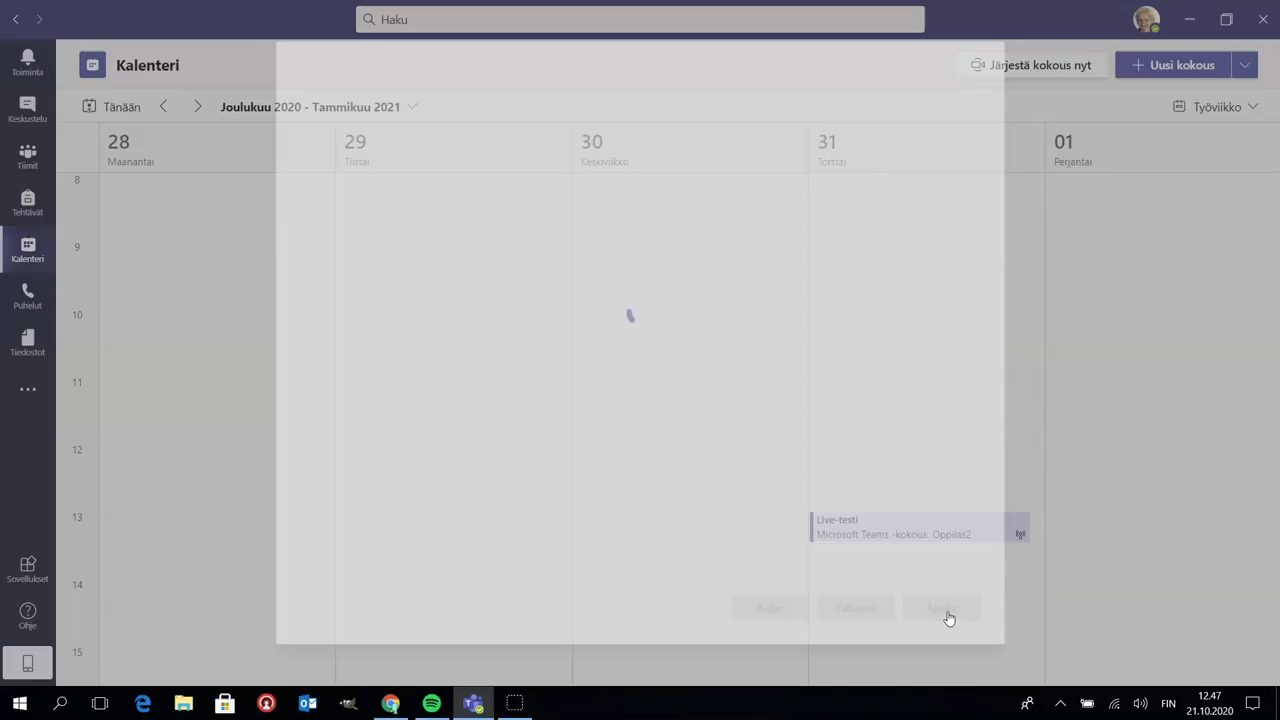 Haku
Toiminta
Keskustelu
Tiimit
Tehtävät
Kalenteri
Puhelut
Tiedostot
Sovellukset
Ohje
Kalenteri
Järjestä kokous nyt
Uusi kokous
Tänään
Joulukuu 2020 - Tammikuu 2021
Työviikko
28
Maanantai
29
Tiistai
30
Keskiviikko
31
Torstai
01
Perjantai
8
9
10
11
12
13
14
15
Live-testi
Microsoft Teams -kokous Oppilas2
FIN
12.47
21.10.2020